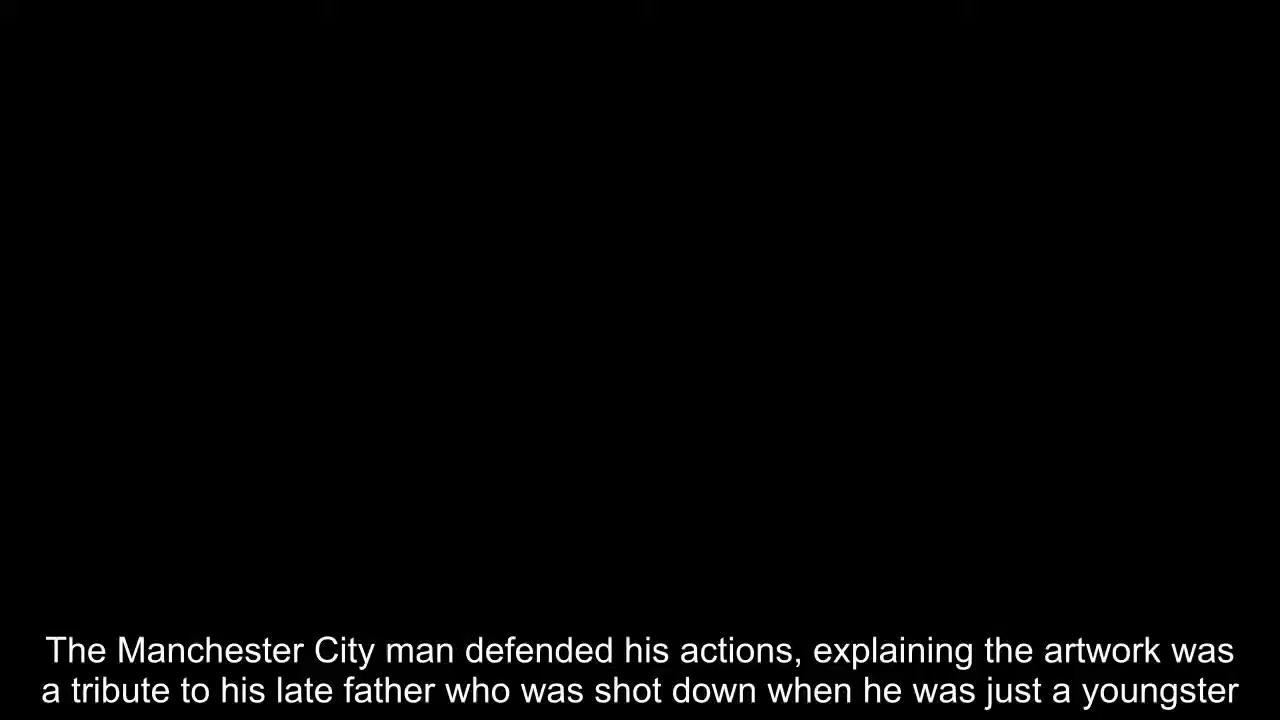 The Manchester City man defended his actions, explaining the artwork was
a tribute to his late father who was shot down when he was just a youngster